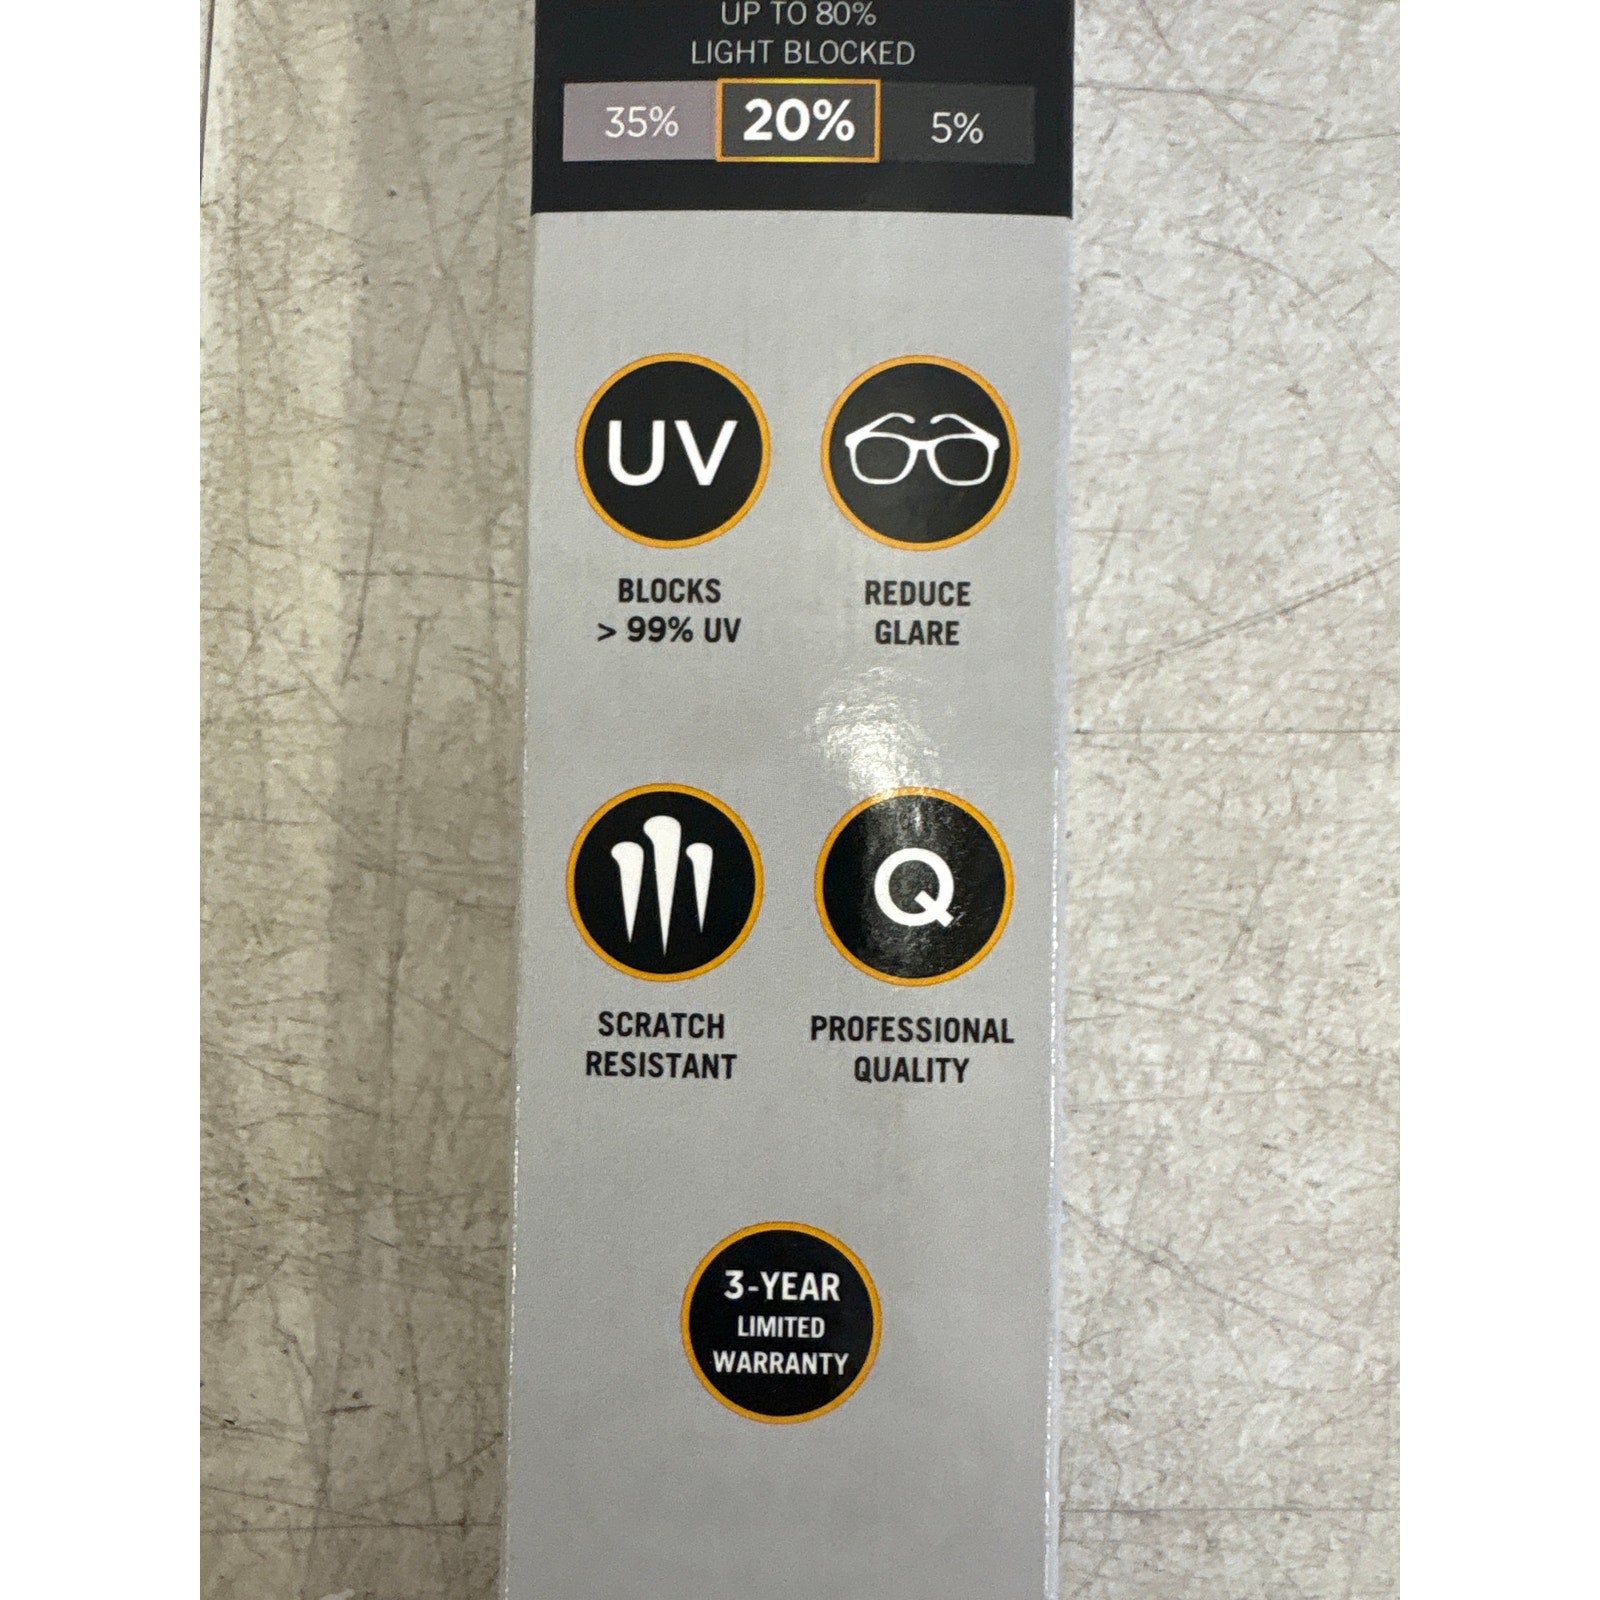 UP TO 80%
LIGHT BLOCKED
35% 20% 5%
UV
BLOCKS
> 99% UV
REDUCE
GLARE
SCRATCH
RESISTANT
Q
PROFESSIONAL
QUALITY
3-YEAR
LIMITED
WARRANTY